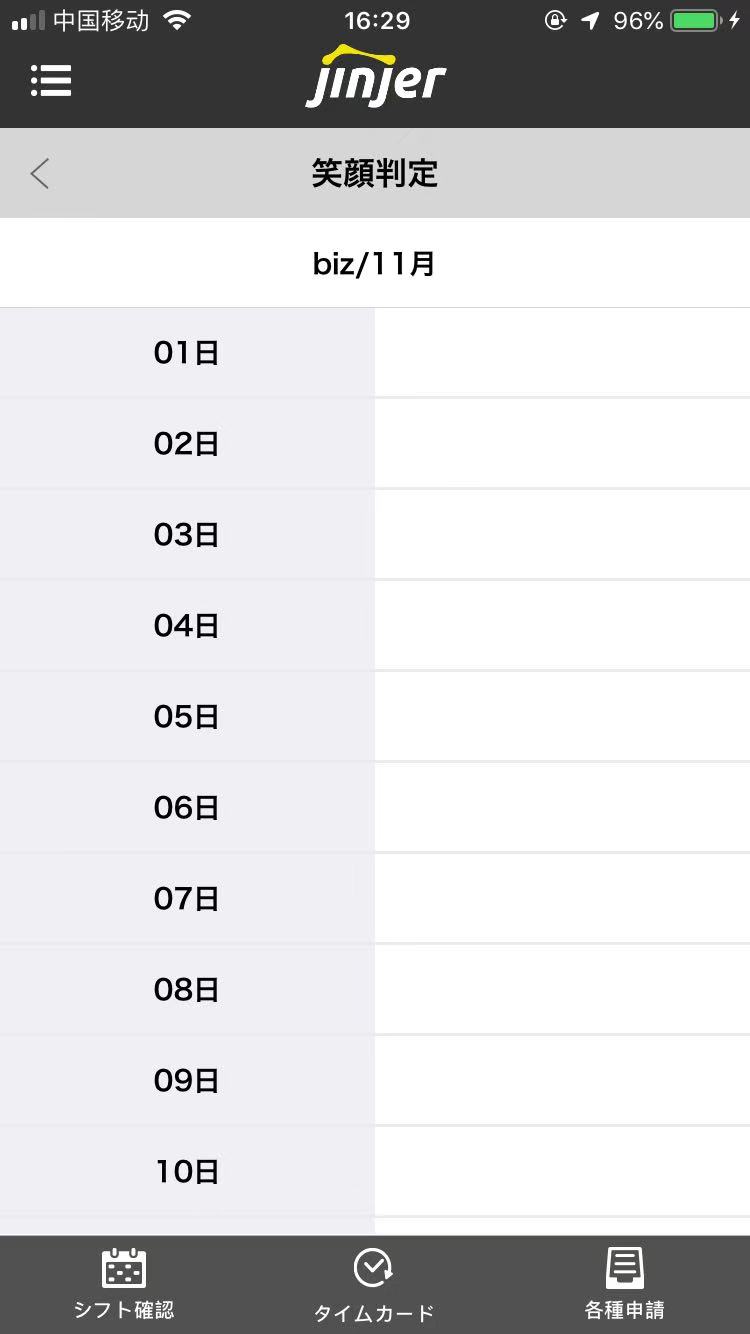 中国移动 16:29 96%
jinjer
笑顔判定
biz/11月
01日
02日
03日
04日
05日
06日
07日
08日
09日
10日
シフト確認 タイムカード 各種申請